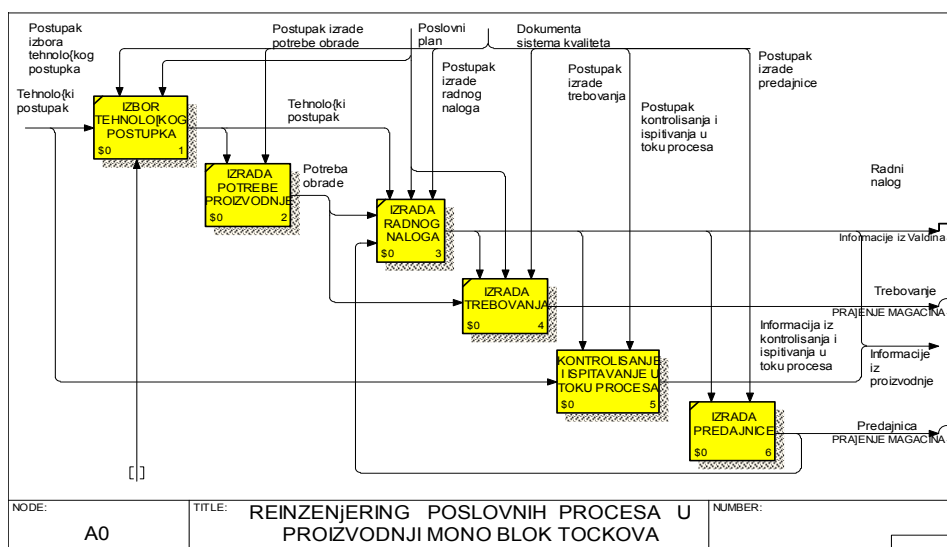 Postupak
izbora
tehnolo{kog
postupka
Postupak izrade
potrebe obrade
Poslovni
plan
Dokumenta
sistema kvaliteta
Postupak
izrade
radnog
naloga
Postupak
izrade
trebovanja
Postupak
izrade
predajnice
Postupak
kontrolisanja i
ispitivanja u
toku procesa
Tehnolo{ki
postupak
Tehnolo{ki
postupak
IZBOR
TEHNOLO[KOG
POSTUPKA
$0 1
IZRADA
POTREBE
PROIZVODNJE
$0 2
Potreba
obrade
IZRADA
RADNOG
NALOGA
$0 3
Radni
nalog
Informacije iz Valdina
IZRADA
TREBOVANJA
$0 4
Trebovanje
PRA]ENJE MAGACINA
KONTROLISANJE
I ISPITAVANJE U
TOKU PROCESA
$0 5
Informacija iz
kontrolisanja i
ispitivanja u
toku procesa
Informacije
iz
proizvodnje
IZRADA
PREDAJNICE
$0 6
Predajnica
PRA]ENJE MAGACINA
NODE:
A0
TITLE: REINZENjERING POSLOVNIH PROCESA U
PROIZVODNJI MONO BLOK TOCKOVA
NUMBER: